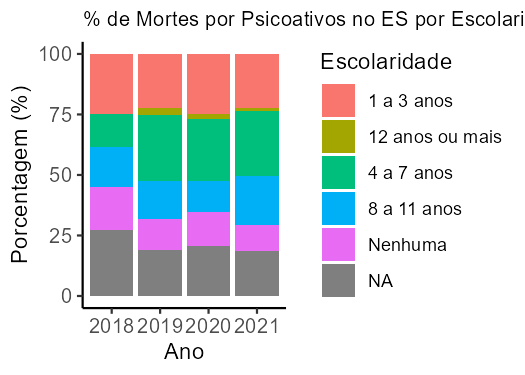 % de Mortes por Psicoativos no ES por Escolari
100
75
50
25
0
Porcentagem (%)
2018 2019 2020 2021
Ano
Escolaridade
1 a 3 anos
12 anos ou mais
4 a 7 anos
8 a 11 anos
Nenhuma
NA